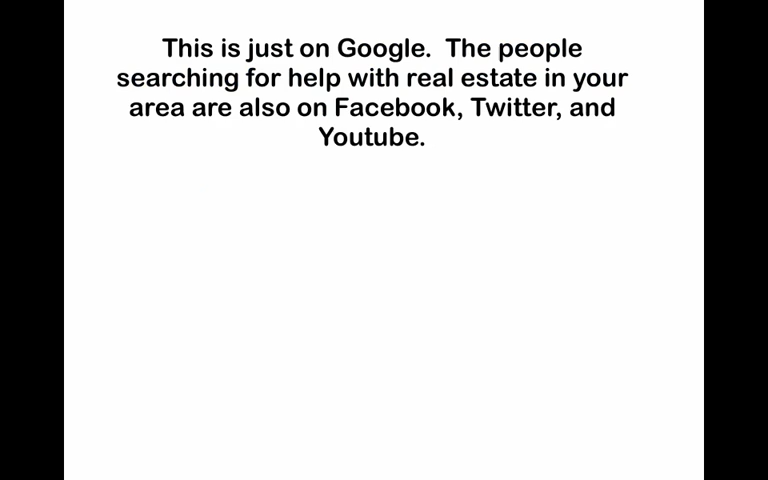 This is just on Google.  The people
searching for help with real estate in your
area are also on Facebook, Twitter, and
Youtube.